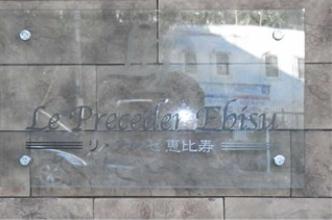 Le Preceder Ebisu
恵比寿